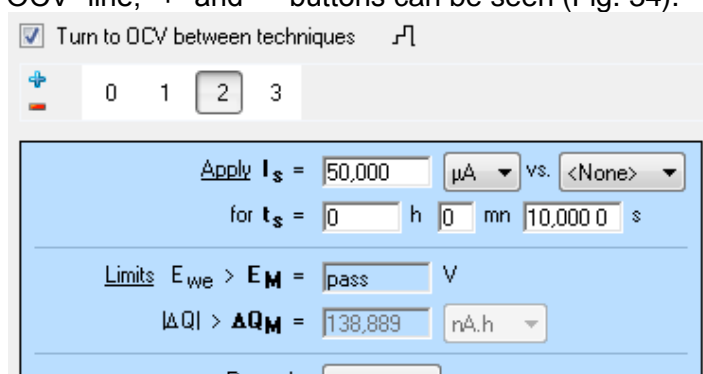 OCV" line, "+" and "-" buttons can be seen (Fig. 34).
Turn to OCV between techniques
0 1 2 3
Apply Is = 50,000 µA vs. <None>
for ts = 0 h 0 mn 10,000 0 s
Limits Ewe > EM = pass V
|ΔQ| > ΔQM = 138,889 nA.h